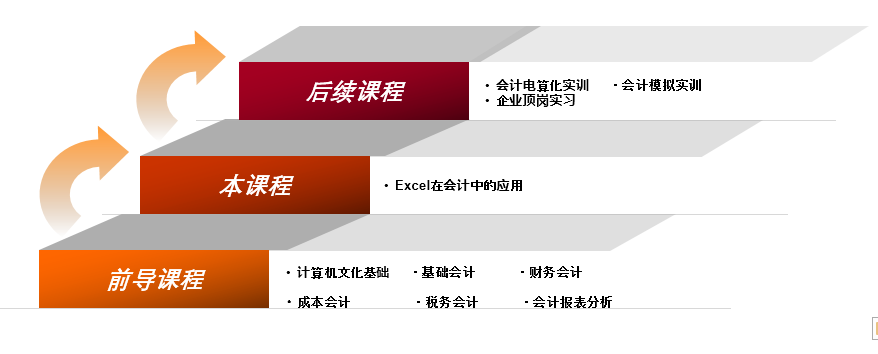 后续课程
· 会计电算化实训 · 会计模拟实训
· 企业顶岗实习
本课程
· Excel在会计中的应用
前导课程
· 计算机文化基础 · 基础会计 · 财务会计
· 成本会计 · 税务会计 · 会计报表分析